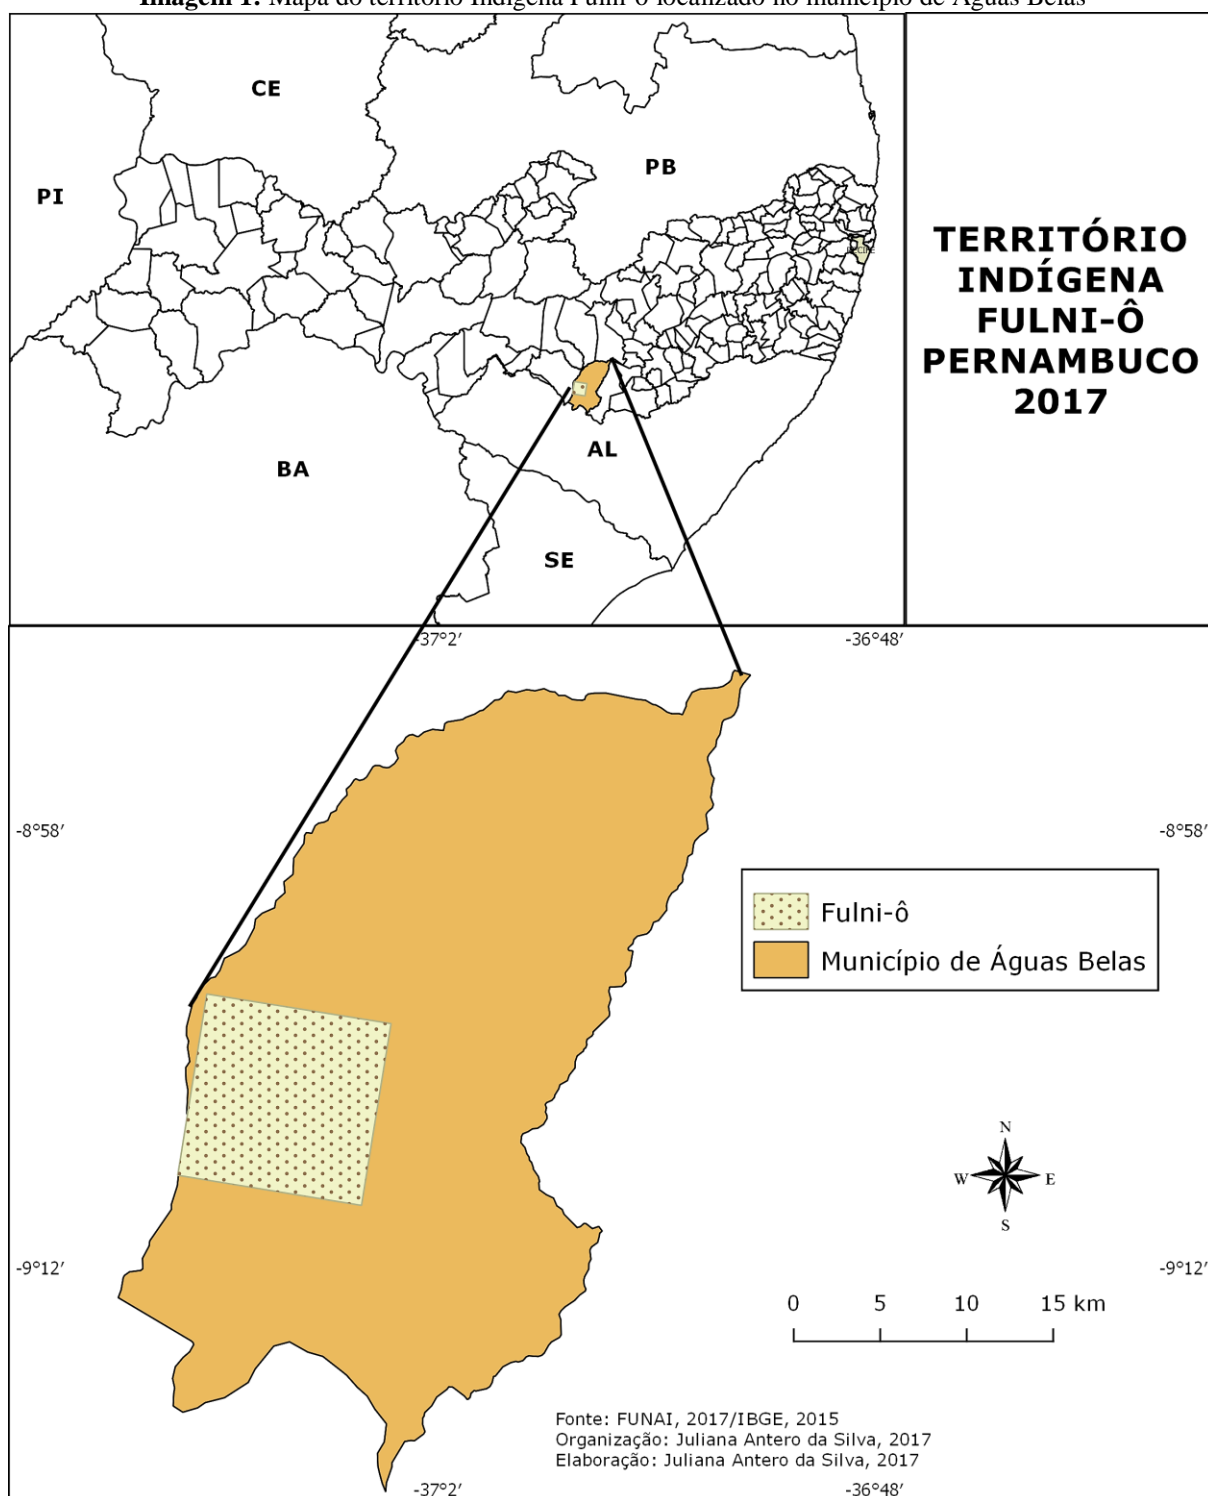 Imagem 1: Mapa do território Indígena Fulni-ô localizado no município de Águas Belas
CE
PI
PB
BA
AL
SE
TERRITÓRIO
INDÍGENA
FULNI-Ô
PERNAMBUCO
2017
-37°2′
-36°48′
-8°58′
-8°58′
Fulni-ô
Município de Águas Belas
N
W
E
S
-9°12′
-9°12′
0 5 10 15 km
Fonte: FUNAI, 2017/IBGE, 2015
Organização: Juliana Antero da Silva, 2017
Elaboração: Juliana Antero da Silva, 2017
-37°2′
-36°48′